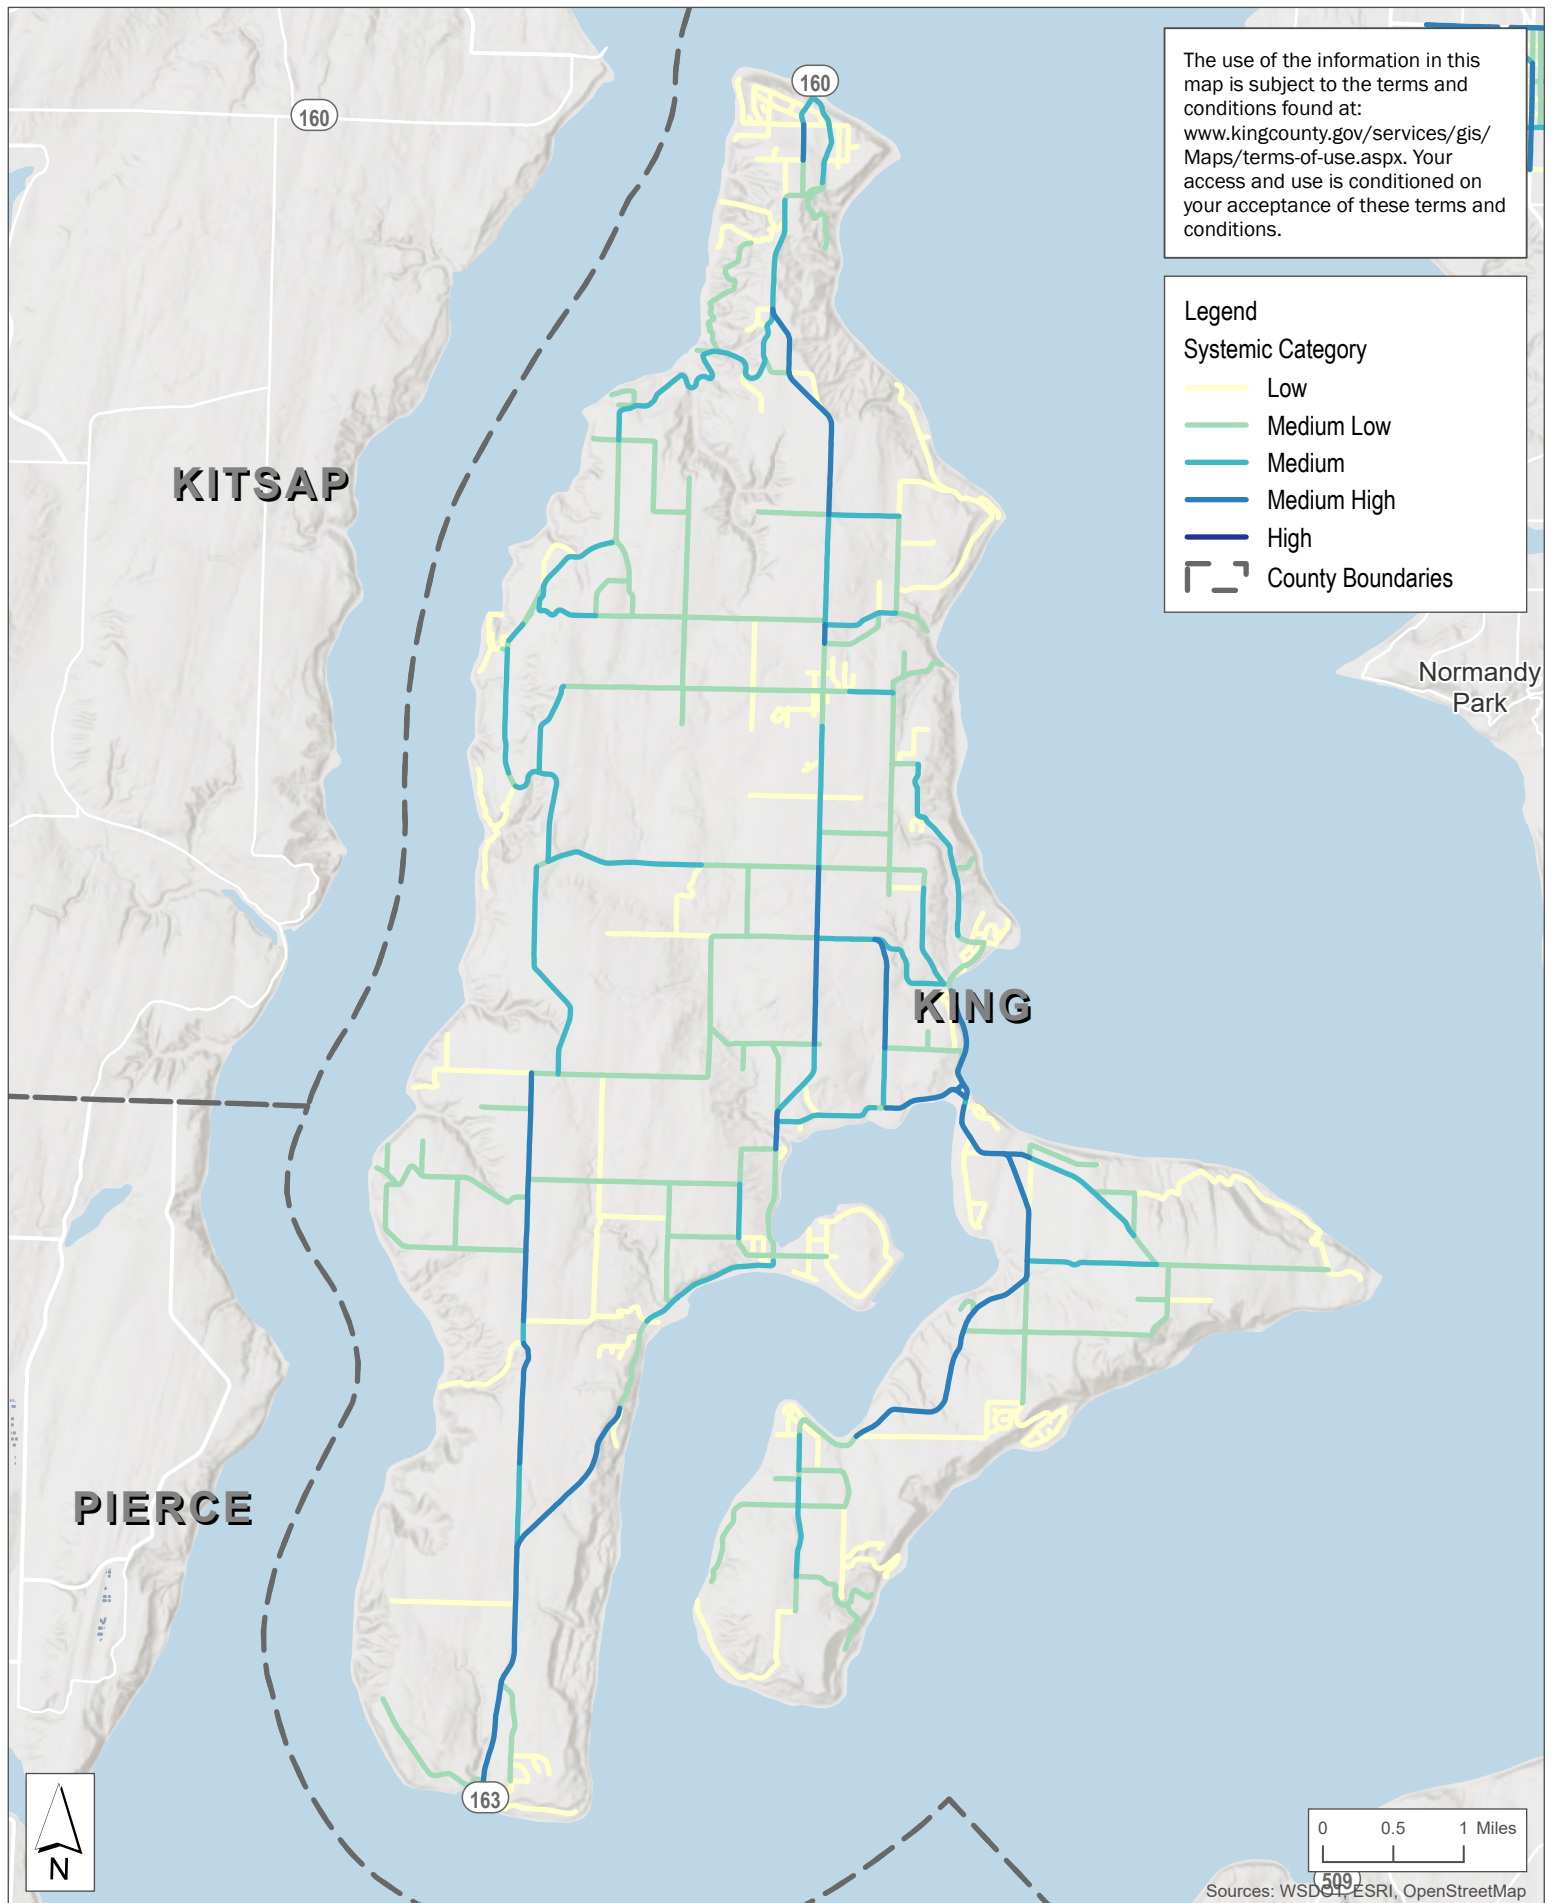 160
160
The use of the information in this
map is subject to the terms and
conditions found at:
www.kingcounty.gov/services/gis/
Maps/terms-of-use.aspx. Your
access and use is conditioned on
your acceptance of these terms and
conditions.
Legend
Systemic Category
Low
Medium Low
Medium
Medium High
High
County Boundaries
KITSAP
Normandy
Park
KING
PIERCE
163
N
0 0.5 1 Miles
509
Sources: WSDOT, ESRI, OpenStreetMap